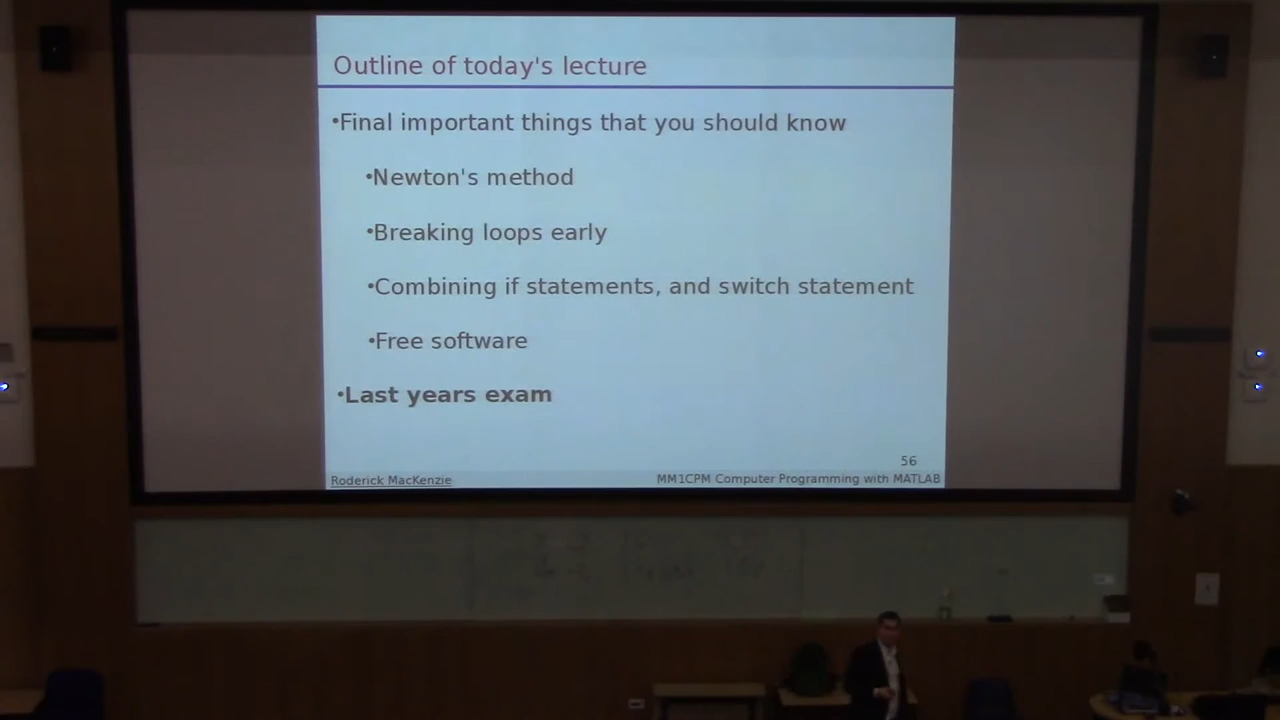 Outline of today's lecture
•Final important things that you should know
•Newton's method
•Breaking loops early
•Combining if statements, and switch statement
•Free software
•Last years exam
56
Roderick MacKenzie
MM1CPM Computer Programming with MATLAB